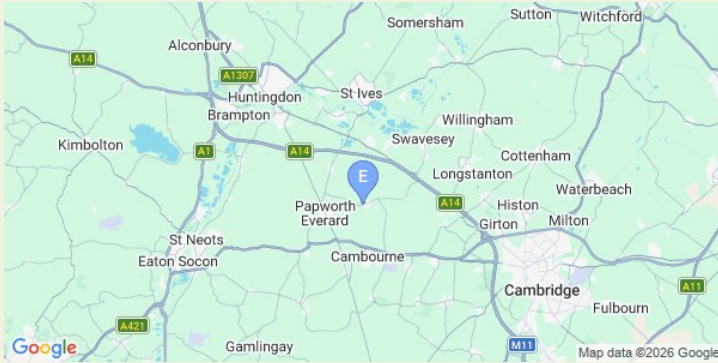 Somersham
Sutton
Witchford
Alconbury
A14
A1307
St Ives
Huntingdon
Brampton
Willingham
Swavesey
Kimbolton
A1
A14
Cottenham
Longstanton
E
Waterbeach
Papworth
Everard
A14
Histon
Girton
Milton
St Neots
Eaton Socon
Cambourne
Cambridge
A11
Fulbourn
A421
Gamlingay
M11
Google
Map data ©2026 Google